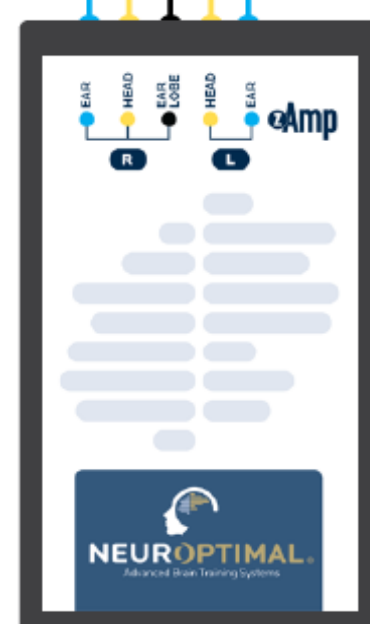 EAR
HEAD
EAR LOBE
HEAD
EAR
zAmp
R
L
NEUROPTIMAL®
Advanced Brain Training Systems